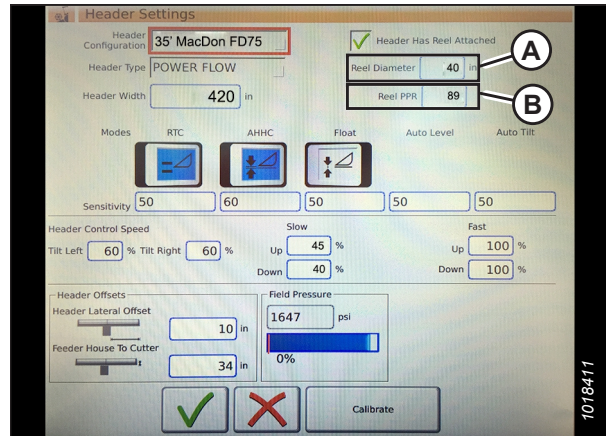 Header Settings
Header Configuration 35' MacDon FD75
Header Has Reel Attached
A
Header Type POWER FLOW
Reel Diameter 40 in
Header Width 420 in
Reel PPR 89
B
Modes RTC AHHC Float Auto Level Auto Tilt
Sensitivity 50 60 50 50 50
Header Control Speed
Slow
Fast
Tilt Left 60 % Tilt Right 60 %
Up 45 %
Up 100 %
Down 40 %
Down 100 %
Header Offsets
Field Pressure
Header Lateral Offset
10 in
1647 psi
Feeder House To Cutter
34 in
0%
Calibrate
1018411